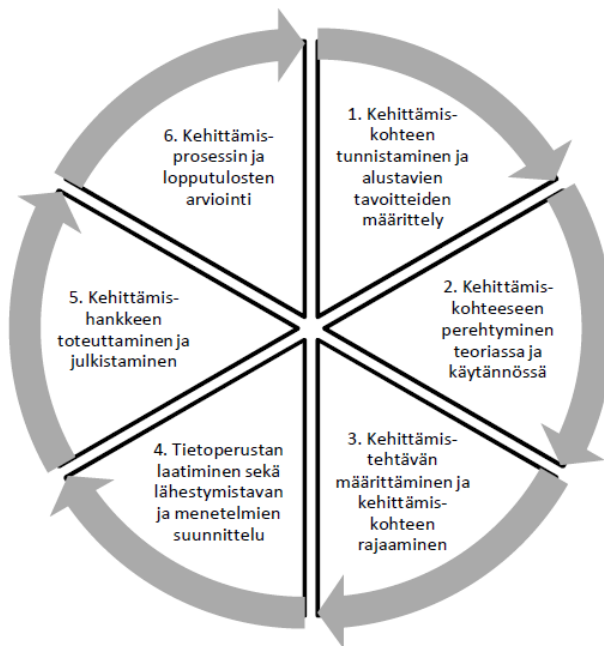 1. Kehittämis-
kohteen
tunnistaminen ja
alustavien
tavoitteiden
määrittely
2. Kehittämis-
kohteeseen
perehtyminen
teoriassa ja
käytännössä
3. Kehittämis-
tehtävän
määrittäminen ja
kehittämis-
kohteen
rajaaminen
4. Tietoperustan
laatiminen sekä
lähestymistavan
ja menetelmien
suunnittelu
5. Kehittämis-
hankkeen
toteuttaminen ja
julkistaminen
6. Kehittämis-
prosessin ja
lopputulosten
arviointi